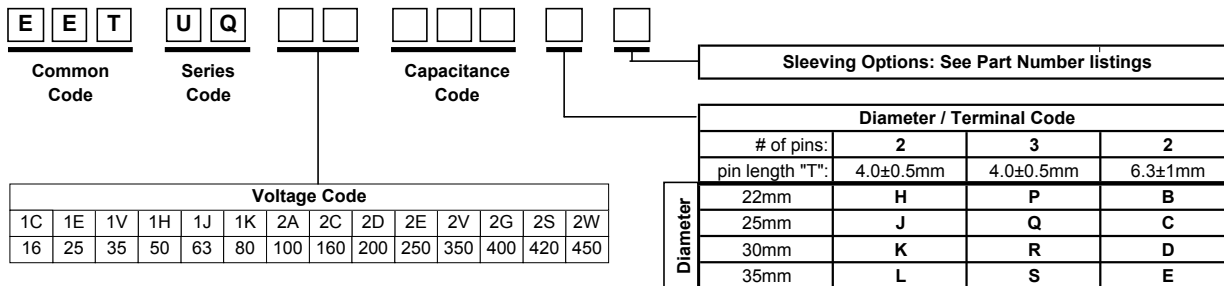 E E T U Q
Common Code
Series Code
Capacitance Code
Sleeving Options: See Part Number listings
Diameter / Terminal Code
# of pins: 2 3 2
pin length "T": 4.0±0.5mm 4.0±0.5mm 6.3±1mm
Diameter
22mm H P B
25mm J Q C
30mm K R D
35mm L S E
Voltage Code
1C 1E 1V 1H 1J 1K 2A 2C 2D 2E 2V 2G 2S 2W
16 25 35 50 63 80 100 160 200 250 350 400 420 450